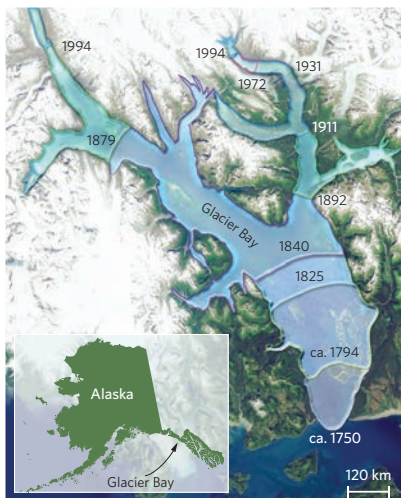 1994
1994
1931
1972
1879
1911
1892
Glacier Bay
1840
1825
ca. 1794
Alaska
ca. 1750
Glacier Bay
120 km